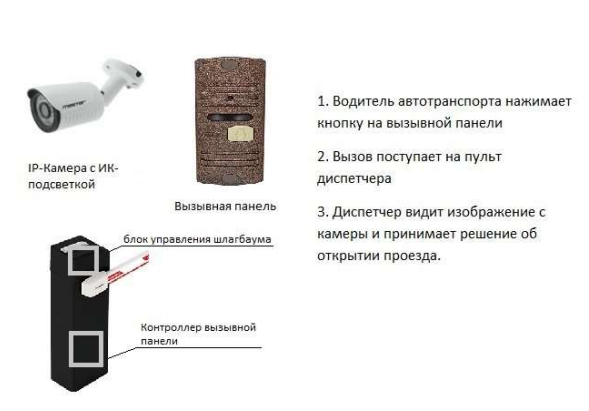 master
IP-Камера с ИК-
подсветкой
Вызывная панель
1. Водитель автотранспорта нажимает
кнопку на вызывной панели
2. Вызов поступает на пульт
диспетчера
3. Диспетчер видит изображение с
камеры и принимает решение об
открытии проезда.
блок управления шлагбаума
Контроллер вызывной
панели